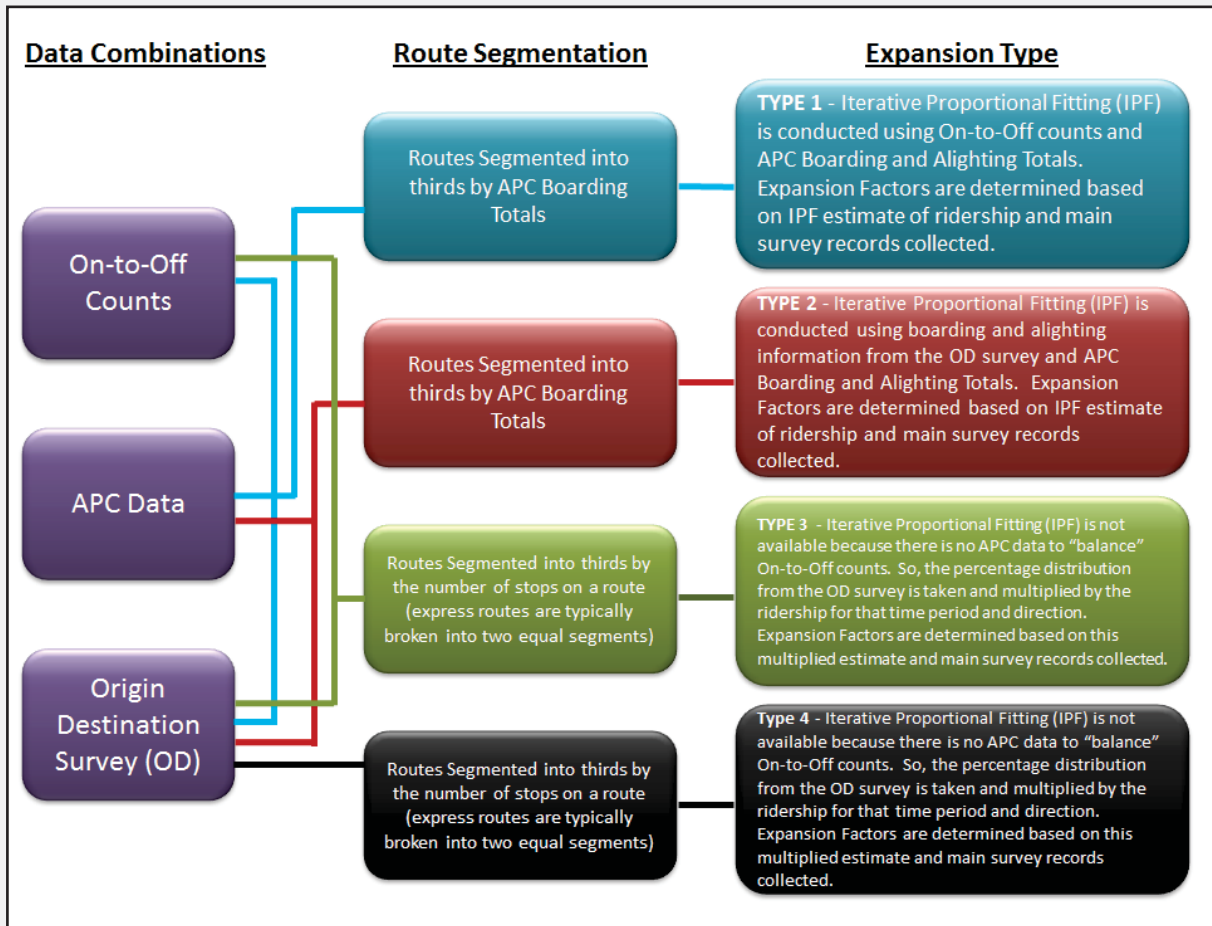 Data Combinations
Route Segmentation
Expansion Type
On-to-Off
Counts
APC Data
Origin
Destination
Survey (OD)
Routes Segmented into
thirds by APC Boarding
Totals
Routes Segmented into
thirds by APC Boarding
Totals
Routes Segmented into thirds by
the number of stops on a route
(express routes are typically
broken into two equal segments)
Routes Segmented into thirds by
the number of stops on a route
(express routes are typically
broken into two equal segments)
TYPE 1 - Iterative Proportional Fitting (IPF)
is conducted using On-to-Off counts and
APC Boarding and Alighting Totals.
Expansion Factors are determined based
on IPF estimate of ridership and main
survey records collected.
TYPE 2 - Iterative Proportional Fitting (IPF) is
conducted using boarding and alighting
information from the OD survey and APC
Boarding and Alighting Totals. Expansion
Factors are determined based on IPF estimate
of ridership and main survey records
collected.
TYPE 3 - Iterative Proportional Fitting (IPF) is not
available because there is no APC data to “balance”
On-to-Off counts. So, the percentage distribution
from the OD survey is taken and multiplied by the
ridership for that time period and direction.
Expansion Factors are determined based on this
multiplied estimate and main survey records collected.
Type 4 - Iterative Proportional Fitting (IPF) is not
available because there is no APC data to “balance”
On-to-Off counts. So, the percentage distribution
from the OD survey is taken and multiplied by the
ridership for that time period and direction.
Expansion Factors are determined based on this
multiplied estimate and main survey records
collected.